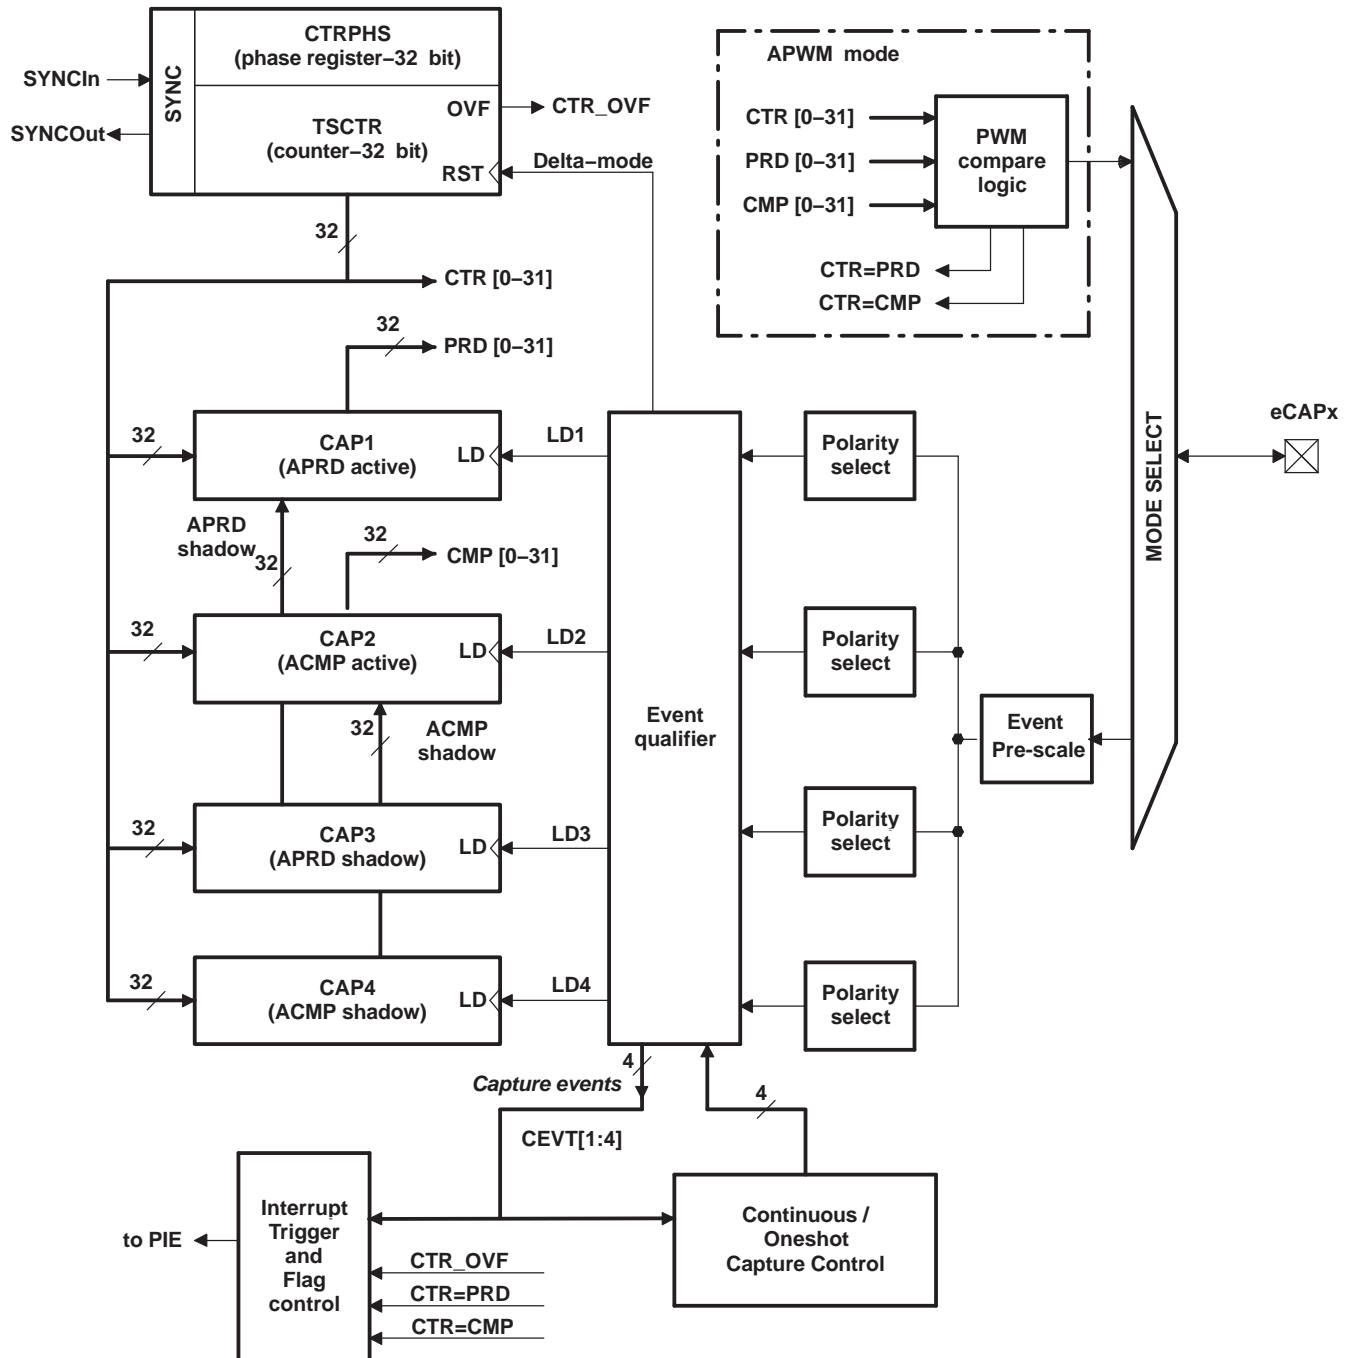 CTRPHS
(phase register−32 bit)
SYNC
SYNCIn
SYNCOut
OVF
CTR_OVF
TSCTR
(counter−32 bit)
RST
Delta−mode
32
CTR [0−31]
32
PRD [0−31]
APWM mode
CTR [0−31]
PRD [0−31]
CMP [0−31]
PWM
compare
logic
CTR=PRD
CTR=CMP
MODE SELECT
eCAPx
32
CAP1
(APRD active)
LD
LD1
Polarity
select
APRD
shadow
32
32
CMP [0−31]
32
CAP2
(ACMP active)
LD
LD2
Polarity
select
32
ACMP
shadow
Event
qualifier
Event
Pre-scale
32
CAP3
(APRD shadow)
LD
LD3
Polarity
select
32
CAP4
(ACMP shadow)
LD
LD4
Polarity
select
4
Capture events
4
CEVT[1:4]
to PIE
Interrupt
Trigger
and
Flag
control
CTR_OVF
CTR=PRD
CTR=CMP
Continuous /
Oneshot
Capture Control